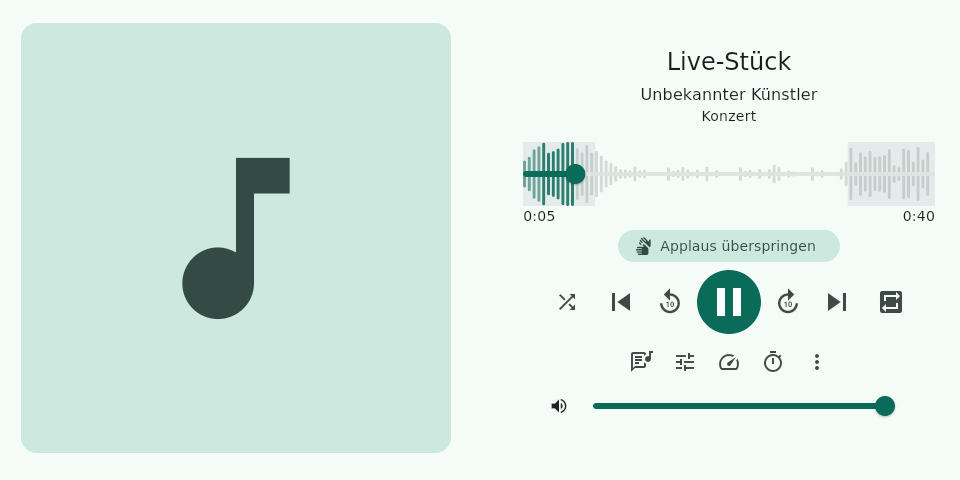 Live-Stück
Unbekannter Künstler
Konzert
0:05
0:40
Applaus überspringen
10
10